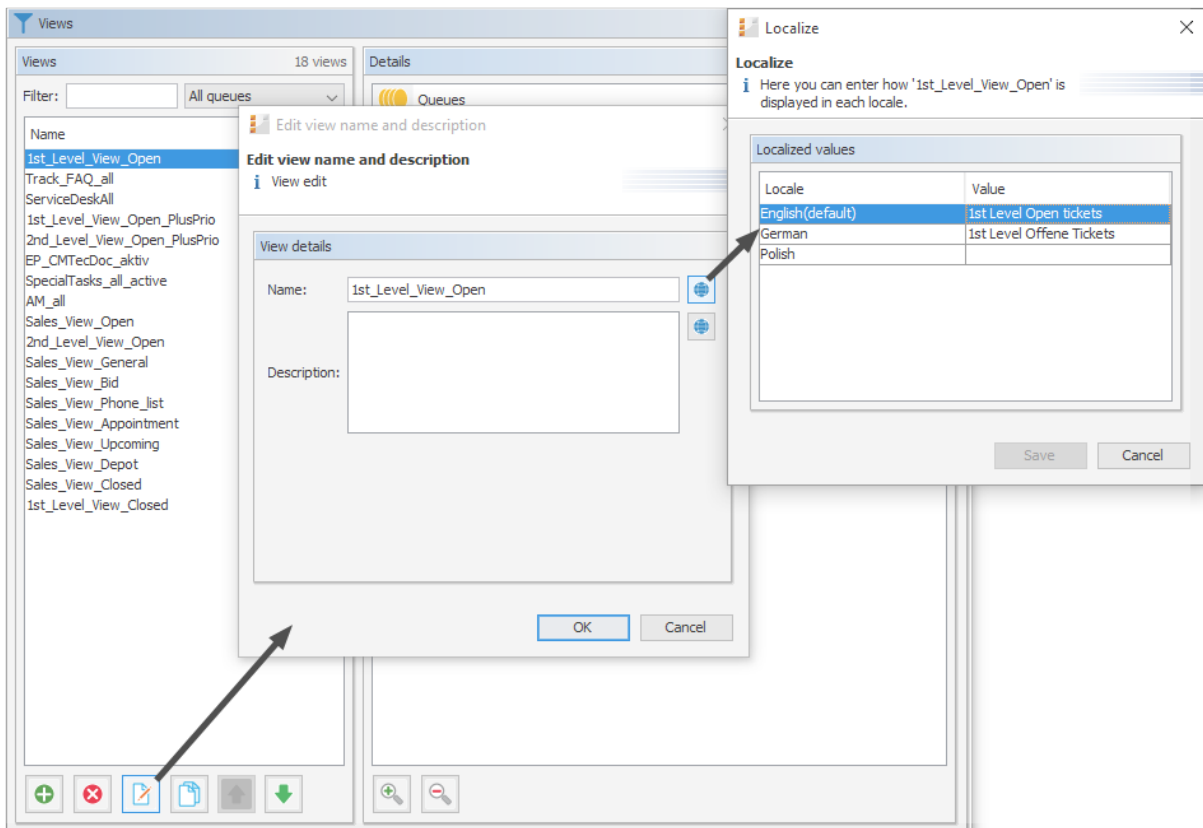 Views
Views 18 views
Filter: All queues
Name
1st_Level_View_Open
Track_FAQ_all
ServiceDeskAll
1st_Level_View_Open_PlusPrio
2nd_Level_View_Open_PlusPrio
EP_CMTecDoc_aktiv
SpecialTasks_all_active
AM_all
Sales_View_Open
2nd_Level_View_Open
Sales_View_General
Sales_View_Bid
Sales_View_Phone_list
Sales_View_Appointment
Sales_View_Upcoming
Sales_View_Depot
Sales_View_Closed
1st_Level_View_Closed
Details
Queues
Edit view name and description
Edit view name and description
View edit
View details
Name: 1st_Level_View_Open
Description:
OK Cancel
Localize
Localize
Here you can enter how '1st_Level_View_Open' is
displayed in each locale.
Localized values
Locale Value
English(default) 1st Level Open tickets
German 1st Level Offene Tickets
Polish
Save Cancel